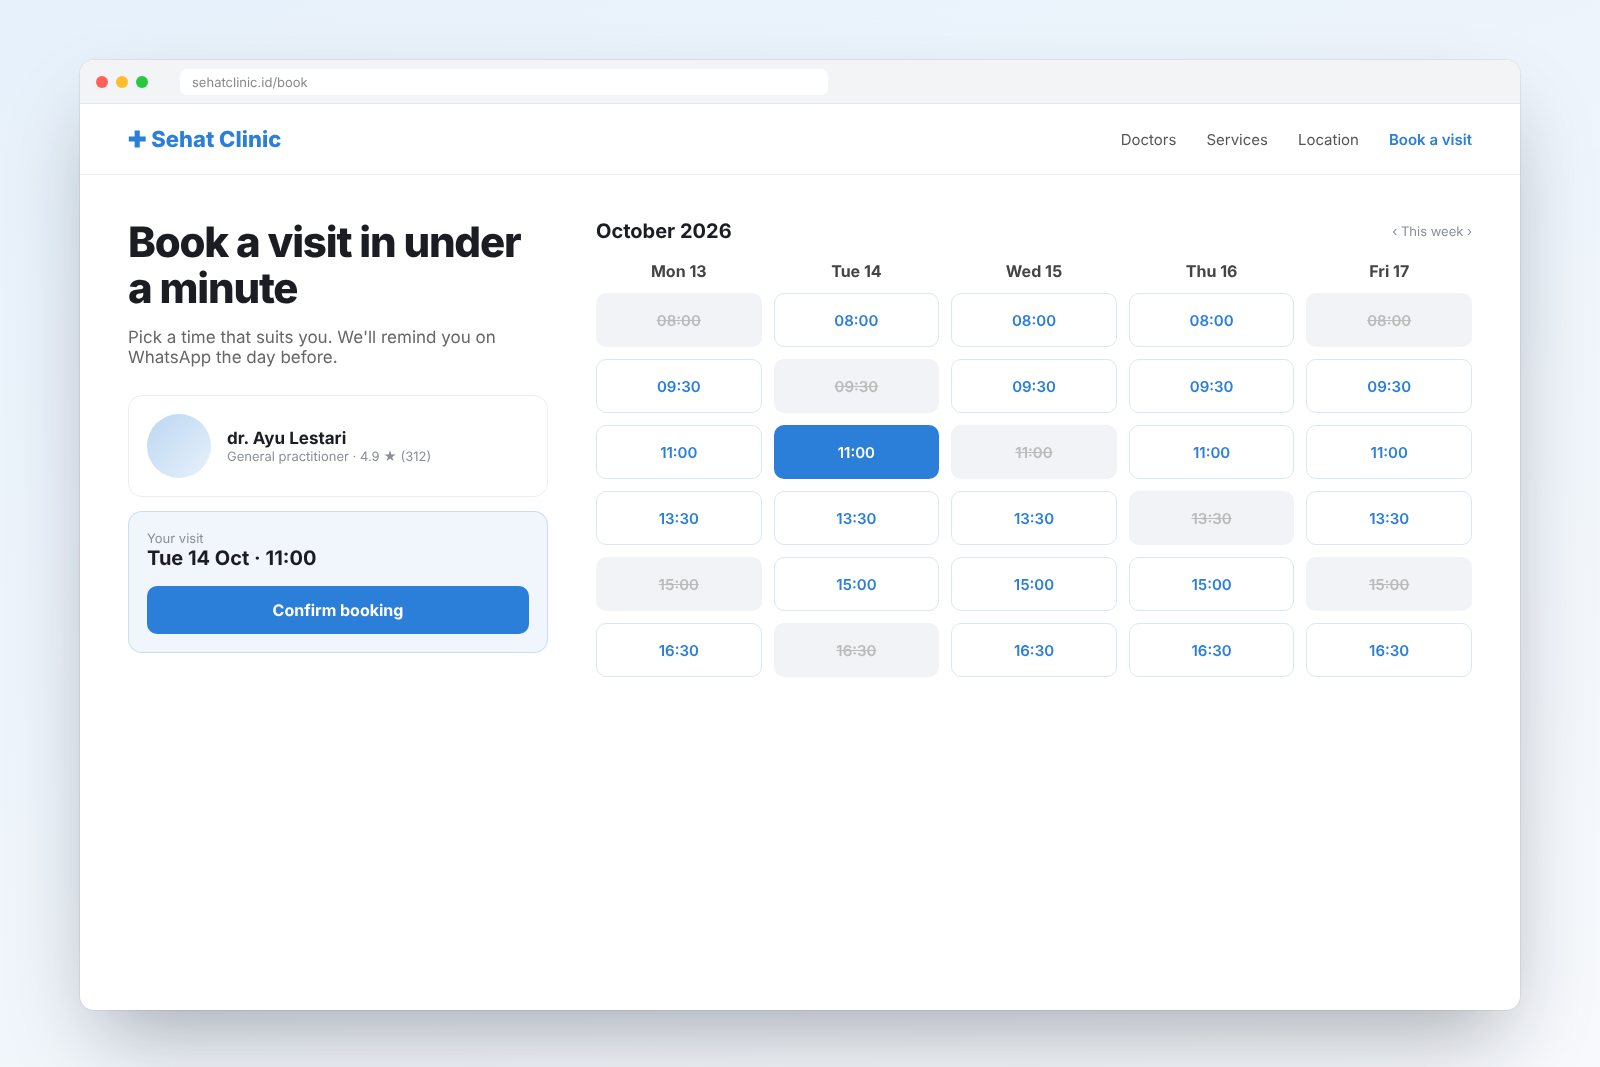 sehatclinic.id/book
✚ Sehat Clinic
Doctors Services Location Book a visit
Book a visit in under
a minute
Pick a time that suits you. We'll remind you on
WhatsApp the day before.
dr. Ayu Lestari
General practitioner · 4.9 ★ (312)
Your visit
Tue 14 Oct · 11:00
Confirm booking
October 2026
‹ This week ›
Mon 13 Tue 14 Wed 15 Thu 16 Fri 17
08:00 08:00 08:00 08:00 08:00
09:30 09:30 09:30 09:30 09:30
11:00 11:00 11:00 11:00 11:00
13:30 13:30 13:30 13:30 13:30
15:00 15:00 15:00 15:00 15:00
16:30 16:30 16:30 16:30 16:30